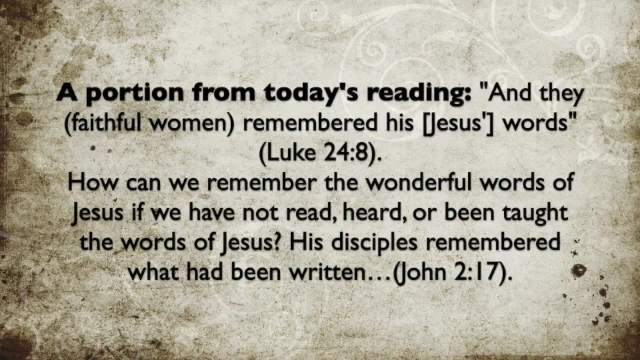 A portion from today's reading: "And they
(faithful women) remembered his [Jesus'] words"
(Luke 24:8).
How can we remember the wonderful words of
Jesus if we have not read, heard, or been taught
the words of Jesus? His disciples remembered
what had been written…(John 2:17).